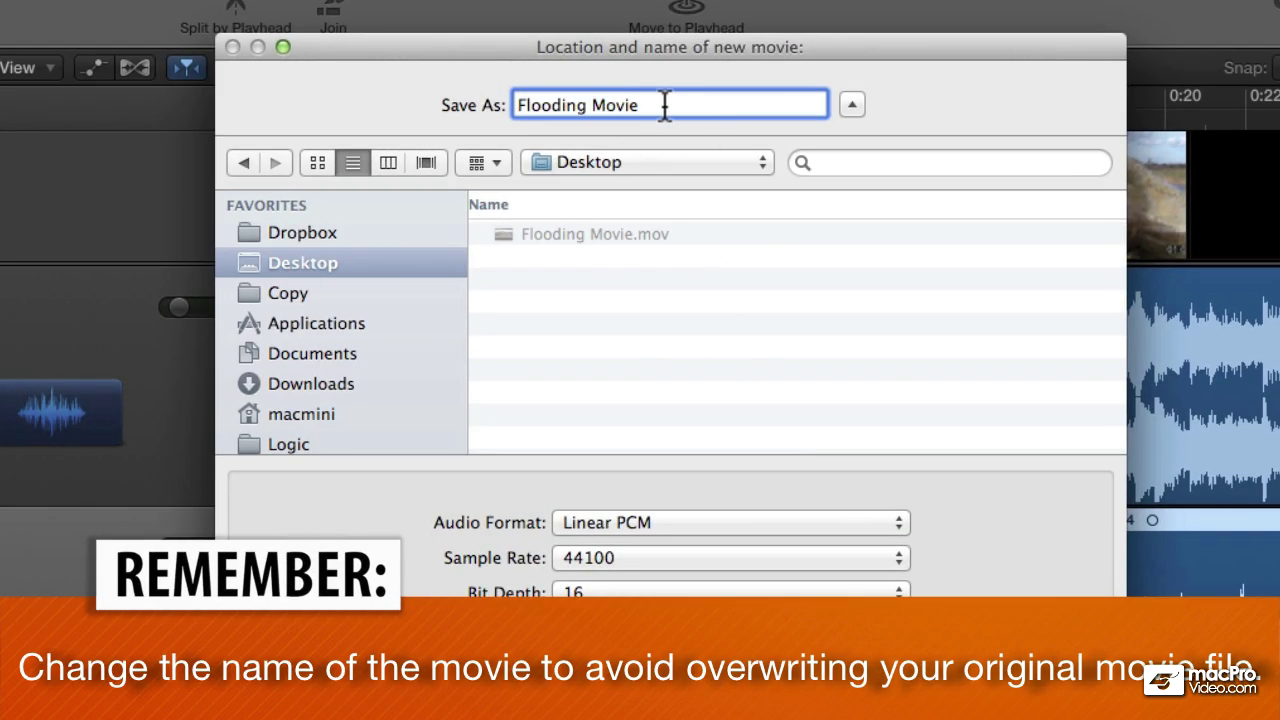 Split by Playhead
Join
Move to Playhead
Location and name of new movie:
View
Snap:
Save As: Flooding Movie
0:20
0:22
Desktop
FAVORITES
Name
Dropbox
Flooding Movie.mov
Desktop
Copy
Applications
Documents
Downloads
macmini
Logic
4
Audio Format: Linear PCM
Sample Rate: 44100
Bit Depth: 16
REMEMBER:
Change the name of the movie to avoid overwriting your original movie file.
macPro
Video.com